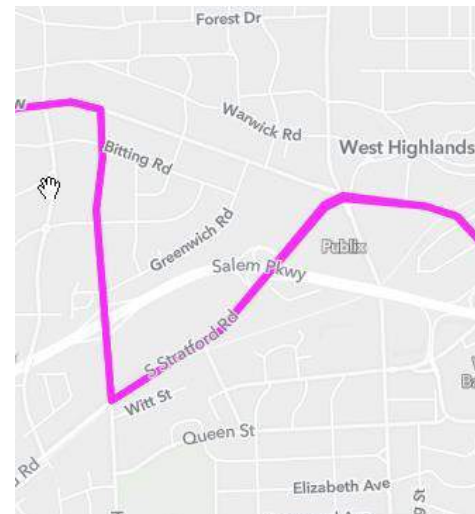 Forest Dr
Warwick Rd
West Highlands
Bitting Rd
Greenwich Rd
Publix
Salem Pkwy
S Stratford Rd
Witt St
Queen St
Rd
Elizabeth Ave